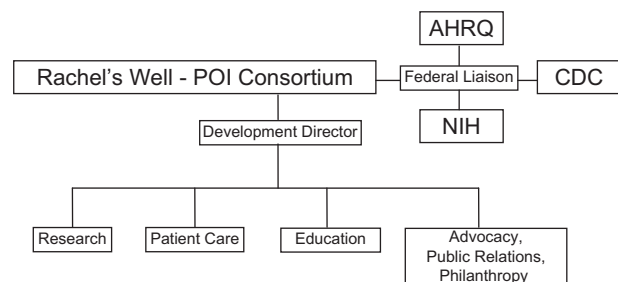 AHRQ
Rachel's Well - POI Consortium
Federal Liaison
CDC
Development Director
NIH
Research
Patient Care
Education
Advocacy,
Public Relations,
Philanthropy